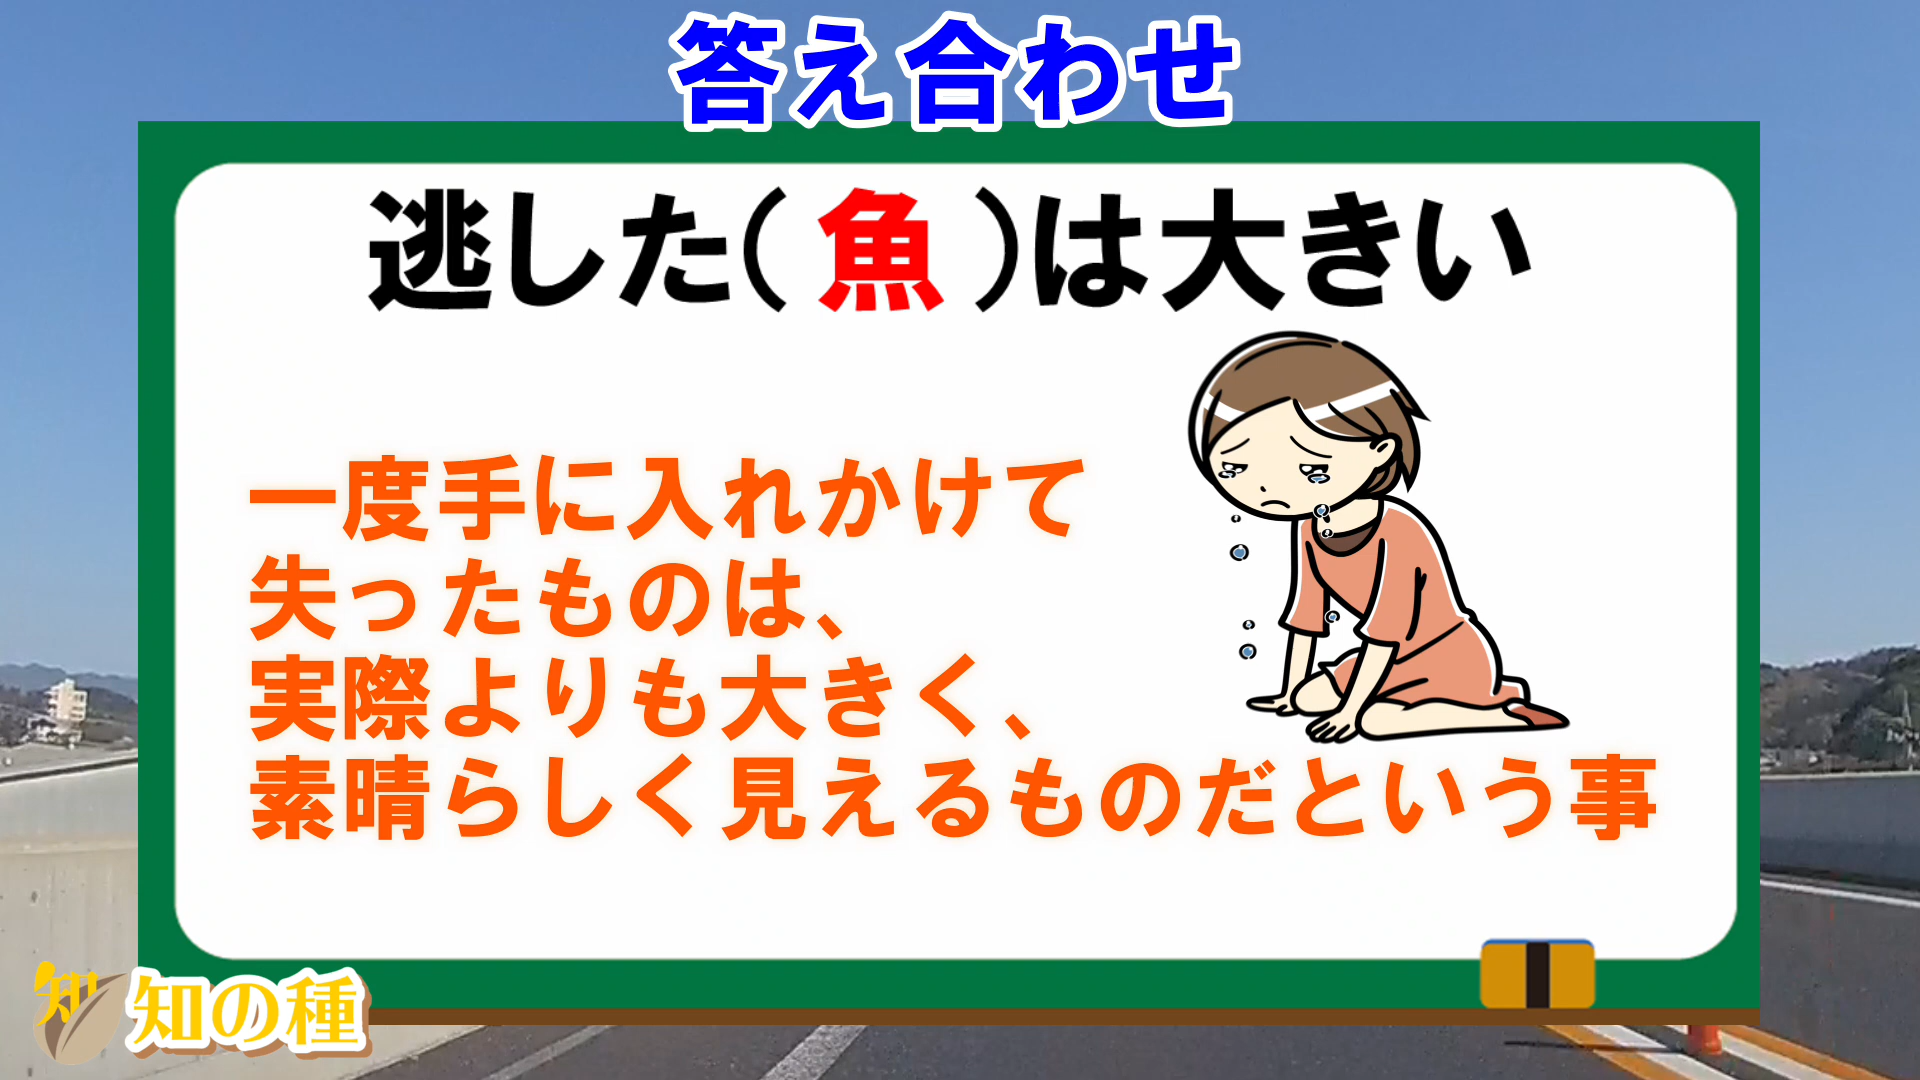 答え合わせ
逃した(魚)は大きい
一度手に入れかけて
失ったものは、
実際よりも大きく、
素晴らしく見えるものだという事
知
知の種